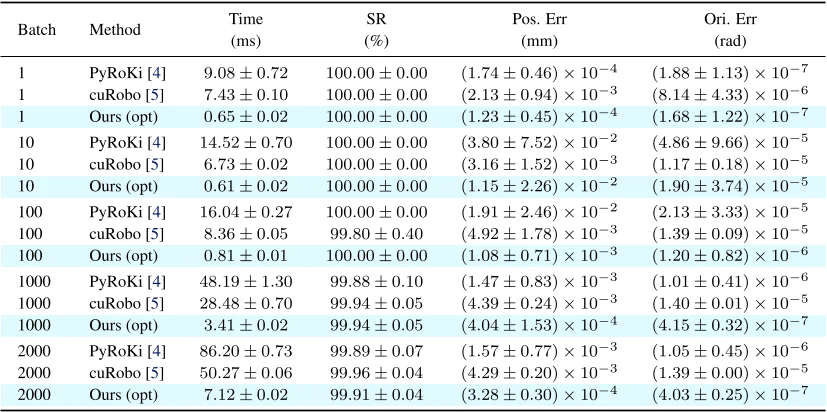 Batch Method Time (ms) SR (%) Pos. Err (mm) Ori. Err (rad)
1 PyRoKi [4] 9.08 ± 0.72 100.00 ± 0.00 (1.74 ± 0.46) × 10⁻⁴ (1.88 ± 1.13) × 10⁻⁷
1 cuRobo [5] 7.43 ± 0.10 100.00 ± 0.00 (2.13 ± 0.94) × 10⁻³ (8.14 ± 4.33) × 10⁻⁶
1 Ours (opt) 0.65 ± 0.02 100.00 ± 0.00 (1.23 ± 0.45) × 10⁻⁴ (1.68 ± 1.22) × 10⁻⁷
10 PyRoKi [4] 14.52 ± 0.70 100.00 ± 0.00 (3.80 ± 7.52) × 10⁻² (4.86 ± 9.66) × 10⁻⁵
10 cuRobo [5] 6.73 ± 0.02 100.00 ± 0.00 (3.16 ± 1.52) × 10⁻³ (1.17 ± 0.18) × 10⁻⁵
10 Ours (opt) 0.61 ± 0.02 100.00 ± 0.00 (1.15 ± 2.26) × 10⁻² (1.90 ± 3.74) × 10⁻⁵
100 PyRoKi [4] 16.04 ± 0.27 100.00 ± 0.00 (1.91 ± 2.46) × 10⁻² (2.13 ± 3.33) × 10⁻⁵
100 cuRobo [5] 8.36 ± 0.05 99.80 ± 0.40 (4.92 ± 1.78) × 10⁻³ (1.39 ± 0.09) × 10⁻⁵
100 Ours (opt) 0.81 ± 0.01 100.00 ± 0.00 (1.08 ± 0.71) × 10⁻³ (1.20 ± 0.82) × 10⁻⁶
1000 PyRoKi [4] 48.19 ± 1.30 99.88 ± 0.10 (1.47 ± 0.83) × 10⁻³ (1.01 ± 0.41) × 10⁻⁶
1000 cuRobo [5] 28.48 ± 0.70 99.94 ± 0.05 (4.39 ± 0.24) × 10⁻³ (1.40 ± 0.01) × 10⁻⁵
1000 Ours (opt) 3.41 ± 0.02 99.94 ± 0.05 (4.04 ± 1.53) × 10⁻⁴ (4.15 ± 0.32) × 10⁻⁷
2000 PyRoKi [4] 86.20 ± 0.73 99.89 ± 0.07 (1.57 ± 0.77) × 10⁻³ (1.05 ± 0.45) × 10⁻⁶
2000 cuRobo [5] 50.27 ± 0.06 99.96 ± 0.04 (4.29 ± 0.20) × 10⁻³ (1.39 ± 0.00) × 10⁻⁵
2000 Ours (opt) 7.12 ± 0.02 99.91 ± 0.04 (3.28 ± 0.30) × 10⁻⁴ (4.03 ± 0.25) × 10⁻⁷